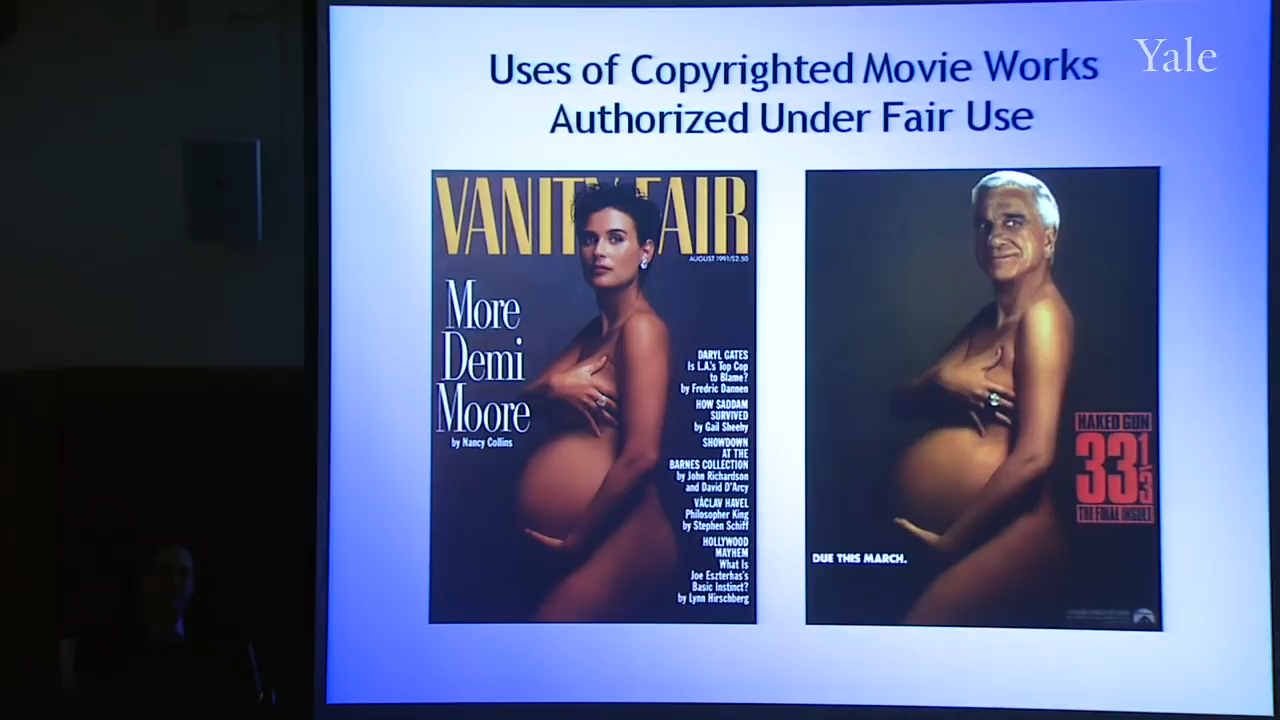 Uses of Copyrighted Movie Works
Authorized Under Fair Use
Yale
VANITY FAIR
AUGUST 1991/$2.50
More
Demi
Moore
by Nancy Collins
DARYL GATES
Is L.A.'s Top Cop
to Blame?
by Fredric Dannen
HOW SADDAM
SURVIVED
by Gail Sheehy
SHOWDOWN
AT THE
BARNES COLLECTION
by John Richardson
and David D'Arcy
VÁCLAV HAVEL
Philosopher King
by Stephen Schiff
HOLLYWOOD
MAYHEM
What Is
Joe Eszterhas's
Basic Instinct?
by Lynn Hirschberg
NAKED GUN
33 1/3
THE FINAL INSULT
DUE THIS MARCH.